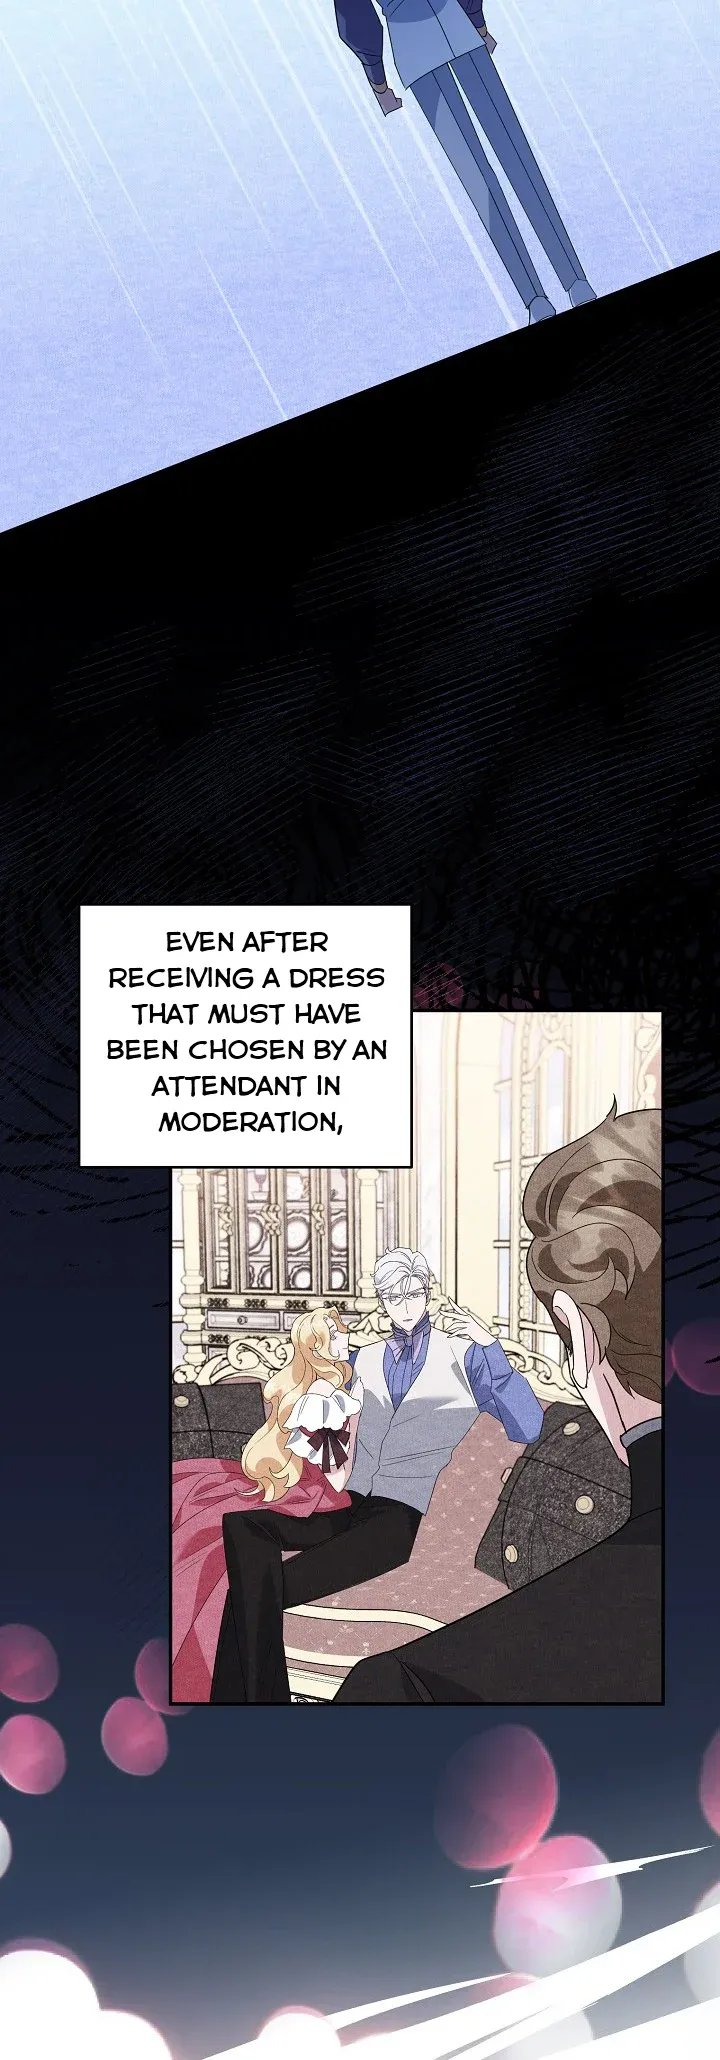 EVEN AFTER
RECEIVING A DRESS
THAT MUST HAVE
BEEN CHOSEN BY AN
ATTENDANT IN
MODERATION,